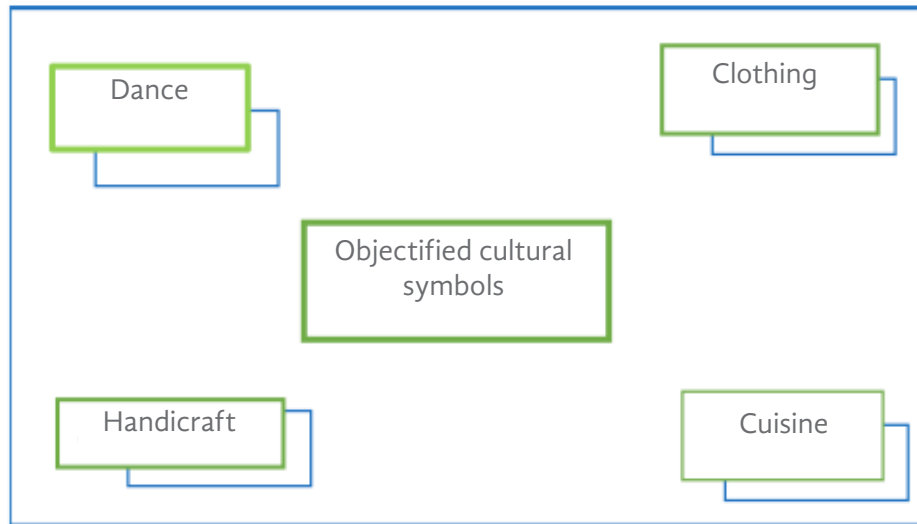 Dance
Clothing
Objectified cultural
symbols
Handicraft
Cuisine